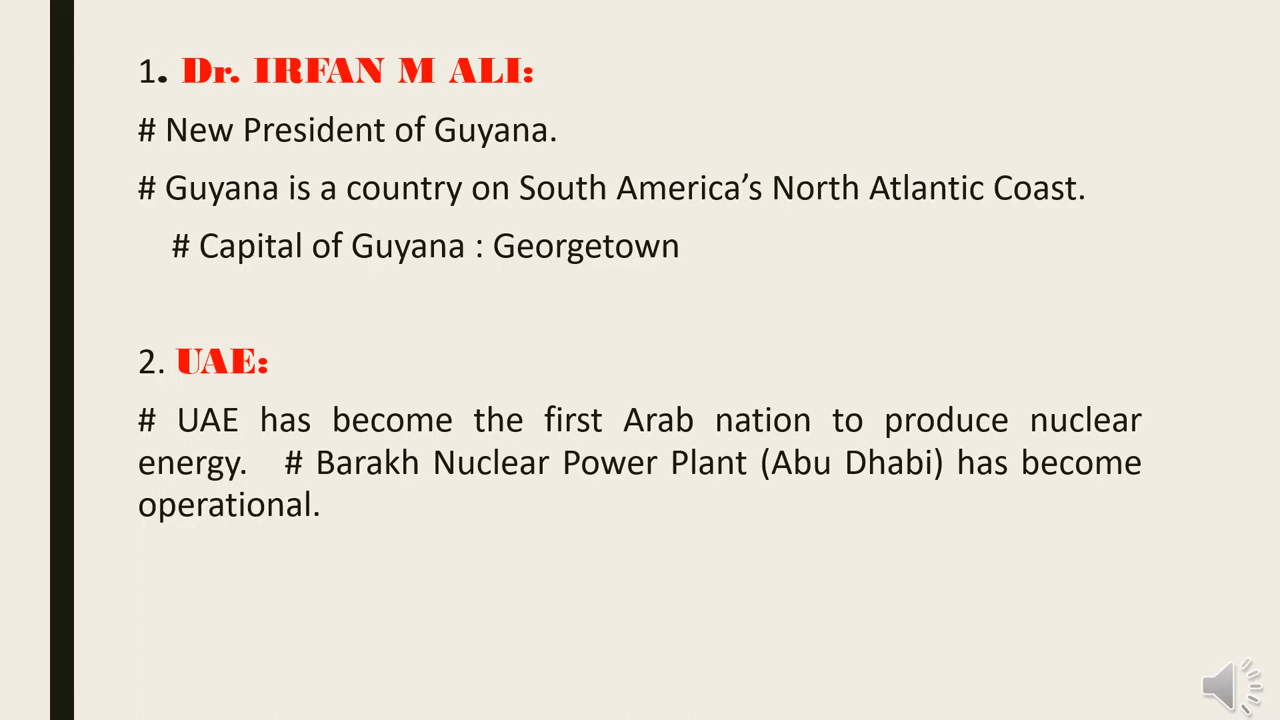 1. Dr. IRFAN M ALI:
# New President of Guyana.
# Guyana is a country on South America’s North Atlantic Coast.
# Capital of Guyana : Georgetown
2. UAE:
# UAE has become the first Arab nation to produce nuclear
energy. # Barakh Nuclear Power Plant (Abu Dhabi) has become
operational.